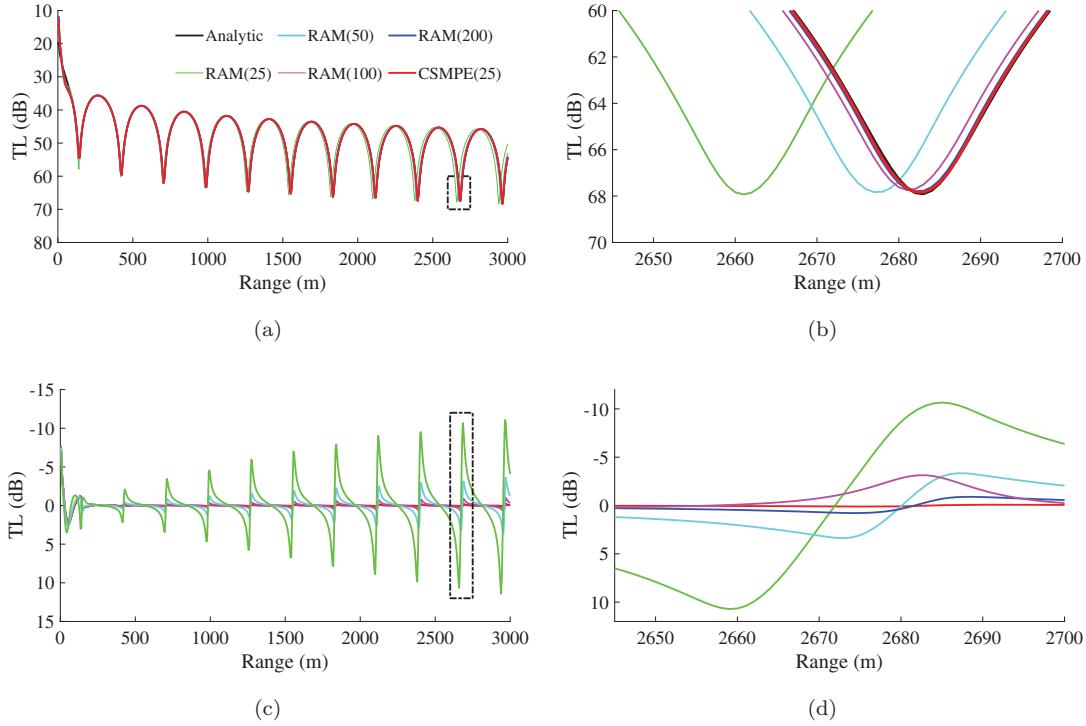 10
20
30
40
50
60
70
80
TL (dB)
Analytic
RAM(50)
RAM(200)
RAM(25)
RAM(100)
CSMPE(25)
0
500
1000
1500
2000
2500
3000
Range (m)
(a)
60
62
64
66
68
70
TL (dB)
2650
2660
2670
2680
2690
2700
Range (m)
(b)
-15
-10
-5
0
5
10
15
TL (dB)
0
500
1000
1500
2000
2500
3000
Range (m)
(c)
-10
-5
0
5
10
TL (dB)
2650
2660
2670
2680
2690
2700
Range (m)
(d)